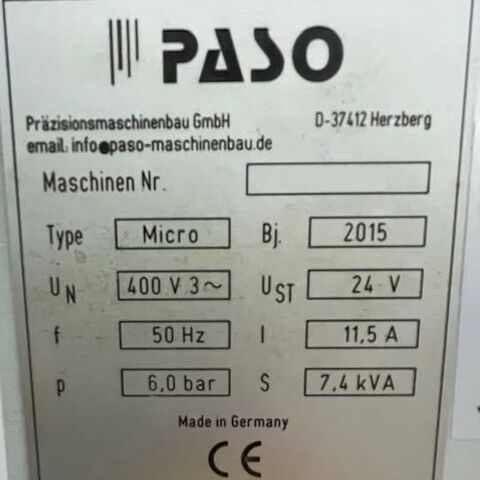 PASO
Präzisionsmaschinenbau GmbH D-37412 Herzberg
email: info@paso-maschinenbau.de
Maschinen Nr.
Type Micro Bj. 2015
UN 400 V 3~ UST 24 V
f 50 Hz I 11,5 A
p 6,0 bar S 7,4 kVA
Made in Germany
CE